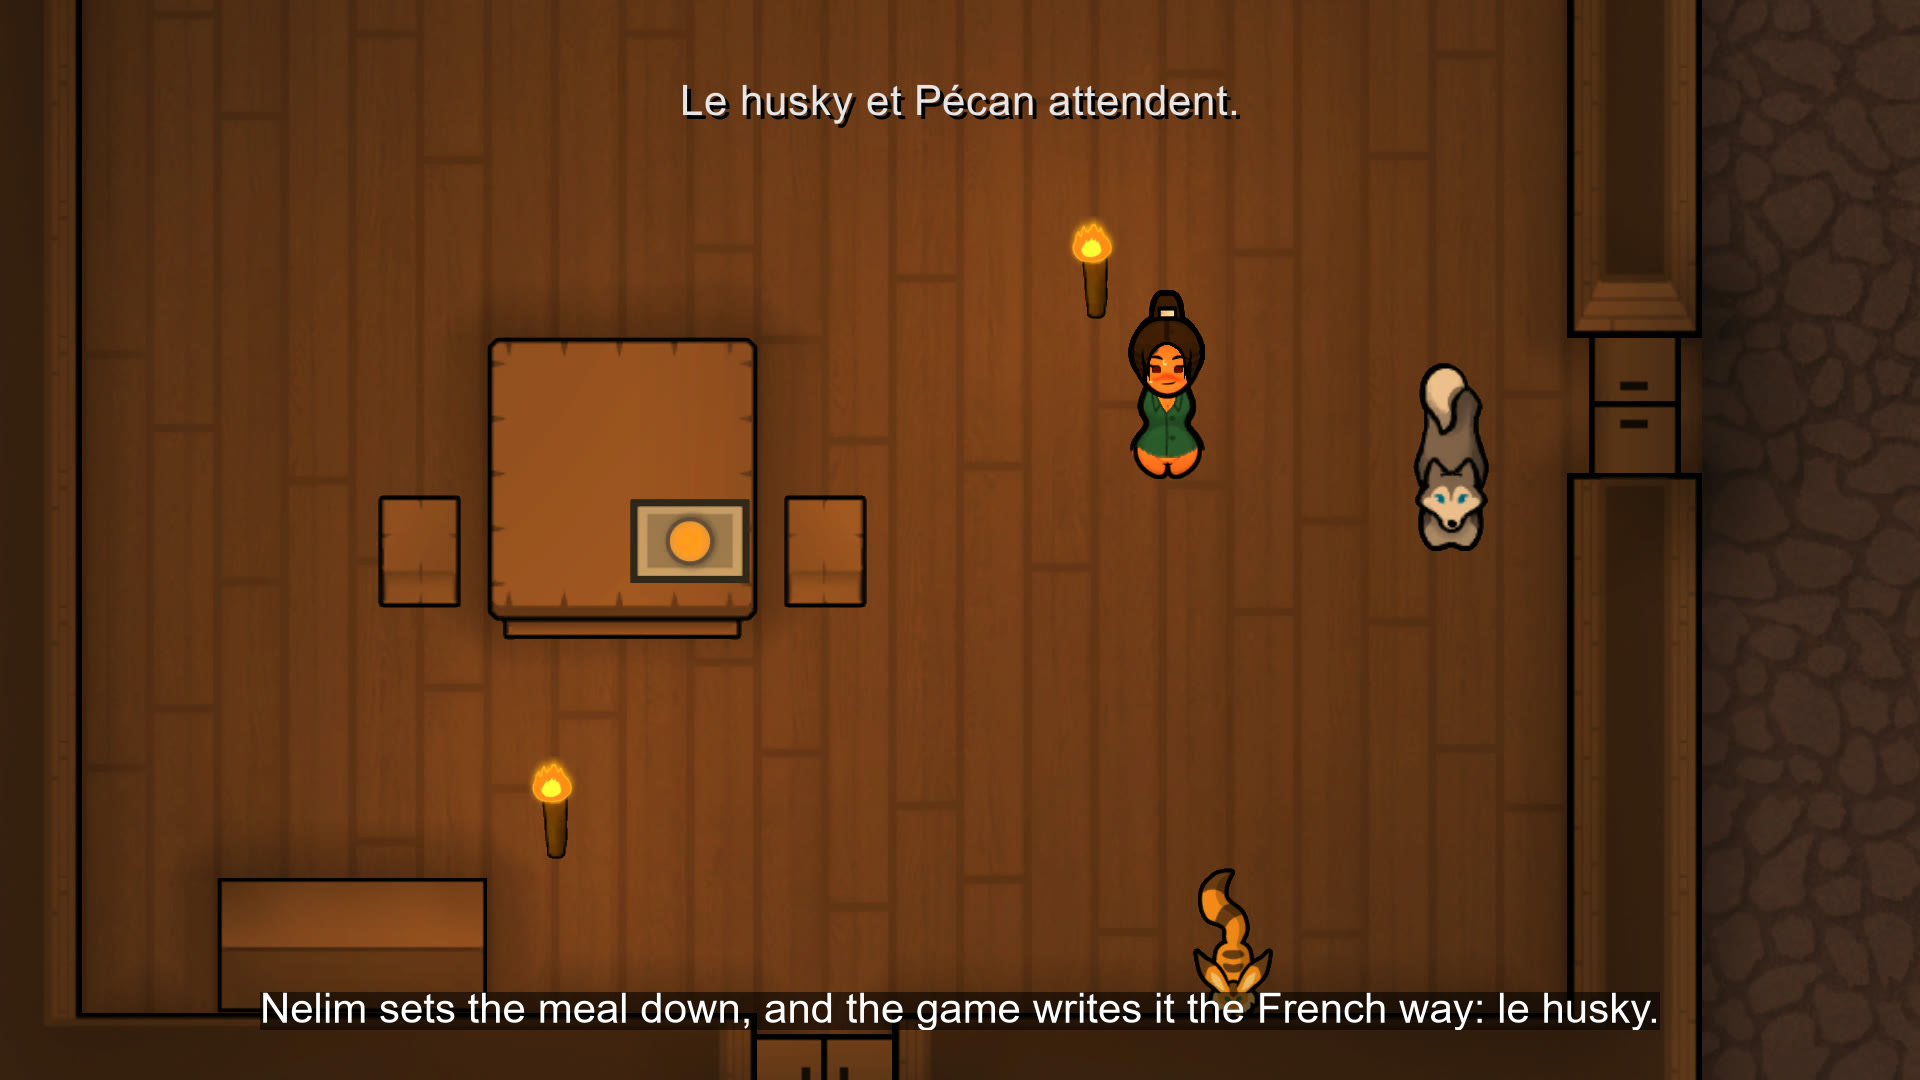 Le husky et Pécan attendent.
Nelim sets the meal down, and the game writes it the French way: le husky.